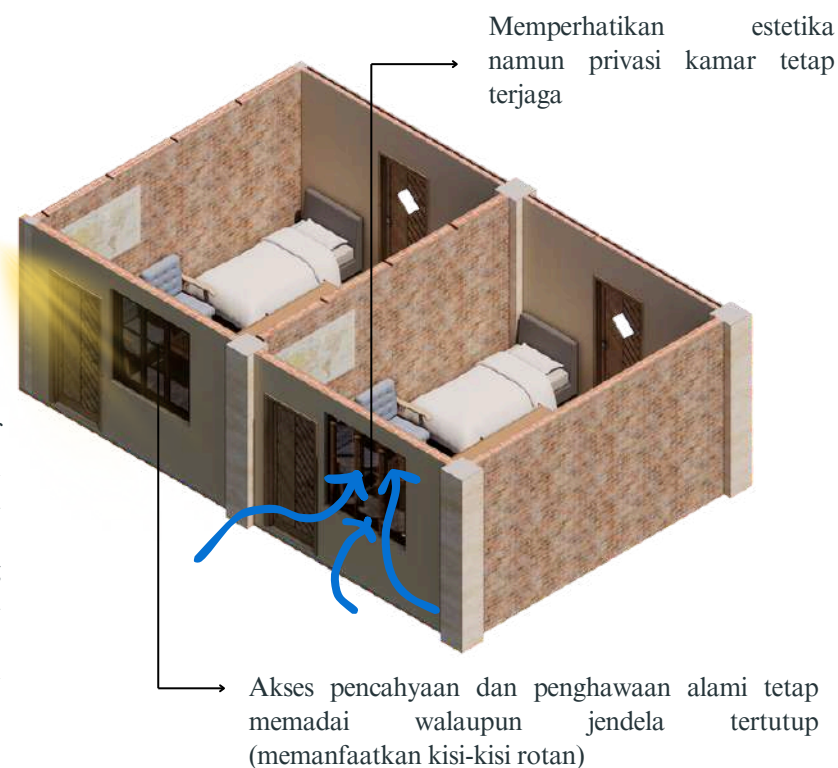 Memperhatikan estetika
namun privasi kamar tetap
terjaga
Akses pencahyaan dan penghawaan alami tetap
memadai walaupun jendela tertutup
(memanfaatkan kisi-kisi rotan)